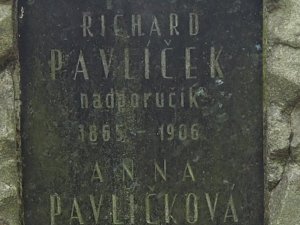 RICHARD
PAVLÍČEK
nadporučík
1865 - 1906
ANNA
PAVLÍČKOVÁ